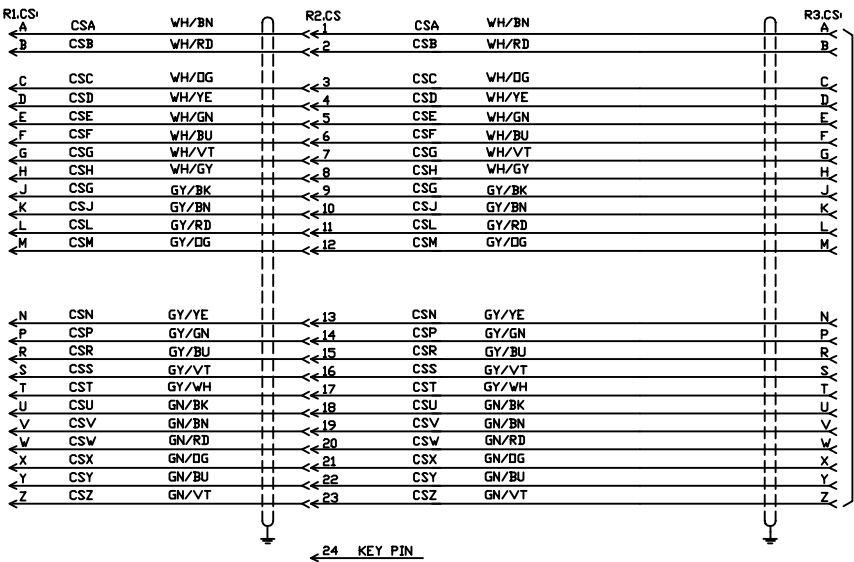 R1.CS R2.CS R3.CS
A CSA WH/BN 1 CSA WH/BN A
B CSB WH/RD 2 CSB WH/RD B
C CSC WH/OG 3 CSC WH/OG C
D CSD WH/YE 4 CSD WH/YE D
E CSE WH/GN 5 CSE WH/GN E
F CSF WH/BU 6 CSF WH/BU F
G CSG WH/VT 7 CSG WH/VT G
H CSH WH/GY 8 CSH WH/GY H
J CSG GY/BK 9 CSG GY/BK J
K CSJ GY/BN 10 CSJ GY/BN K
L CSL GY/RD 11 CSL GY/RD L
M CSM GY/OG 12 CSM GY/OG M
N CSN GY/YE 13 CSN GY/YE N
P CSP GY/GN 14 CSP GY/GN P
R CSR GY/BU 15 CSR GY/BU R
S CSS GY/VT 16 CSS GY/VT S
T CST GY/WH 17 CST GY/WH T
U CSU GN/BK 18 CSU GN/BK U
V CSV GN/BN 19 CSV GN/BN V
W CSW GN/RD 20 CSW GN/RD W
X CSX GN/OG 21 CSX GN/OG X
Y CSY GN/BU 22 CSY GN/BU Y
Z CSZ GN/VT 23 CSZ GN/VT Z
24 KEY PIN